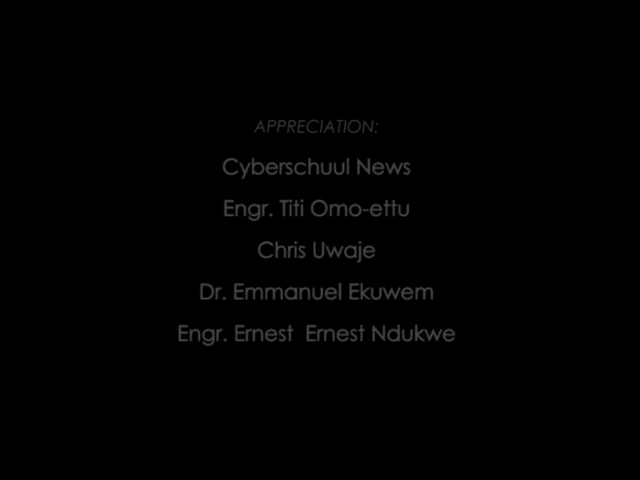 APPRECIATION:
Cyberschuul News
Engr. Titi Omo-ettu
Chris Uwaje
Dr. Emmanuel Ekuwem
Engr. Ernest  Ernest Ndukwe